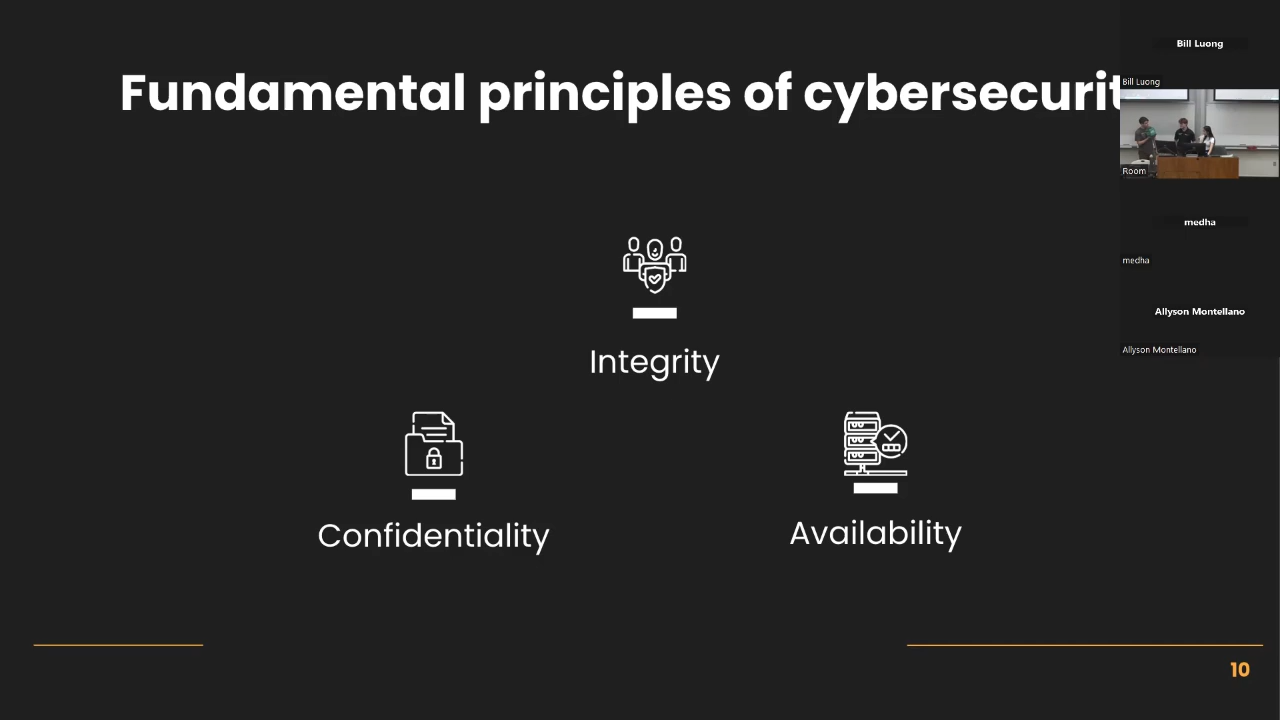 Fundamental principles of cybersecurit
Integrity
Confidentiality
Availability
10
Bill Luong
Bill Luong
Room
medha
medha
Allyson Montellano
Allyson Montellano